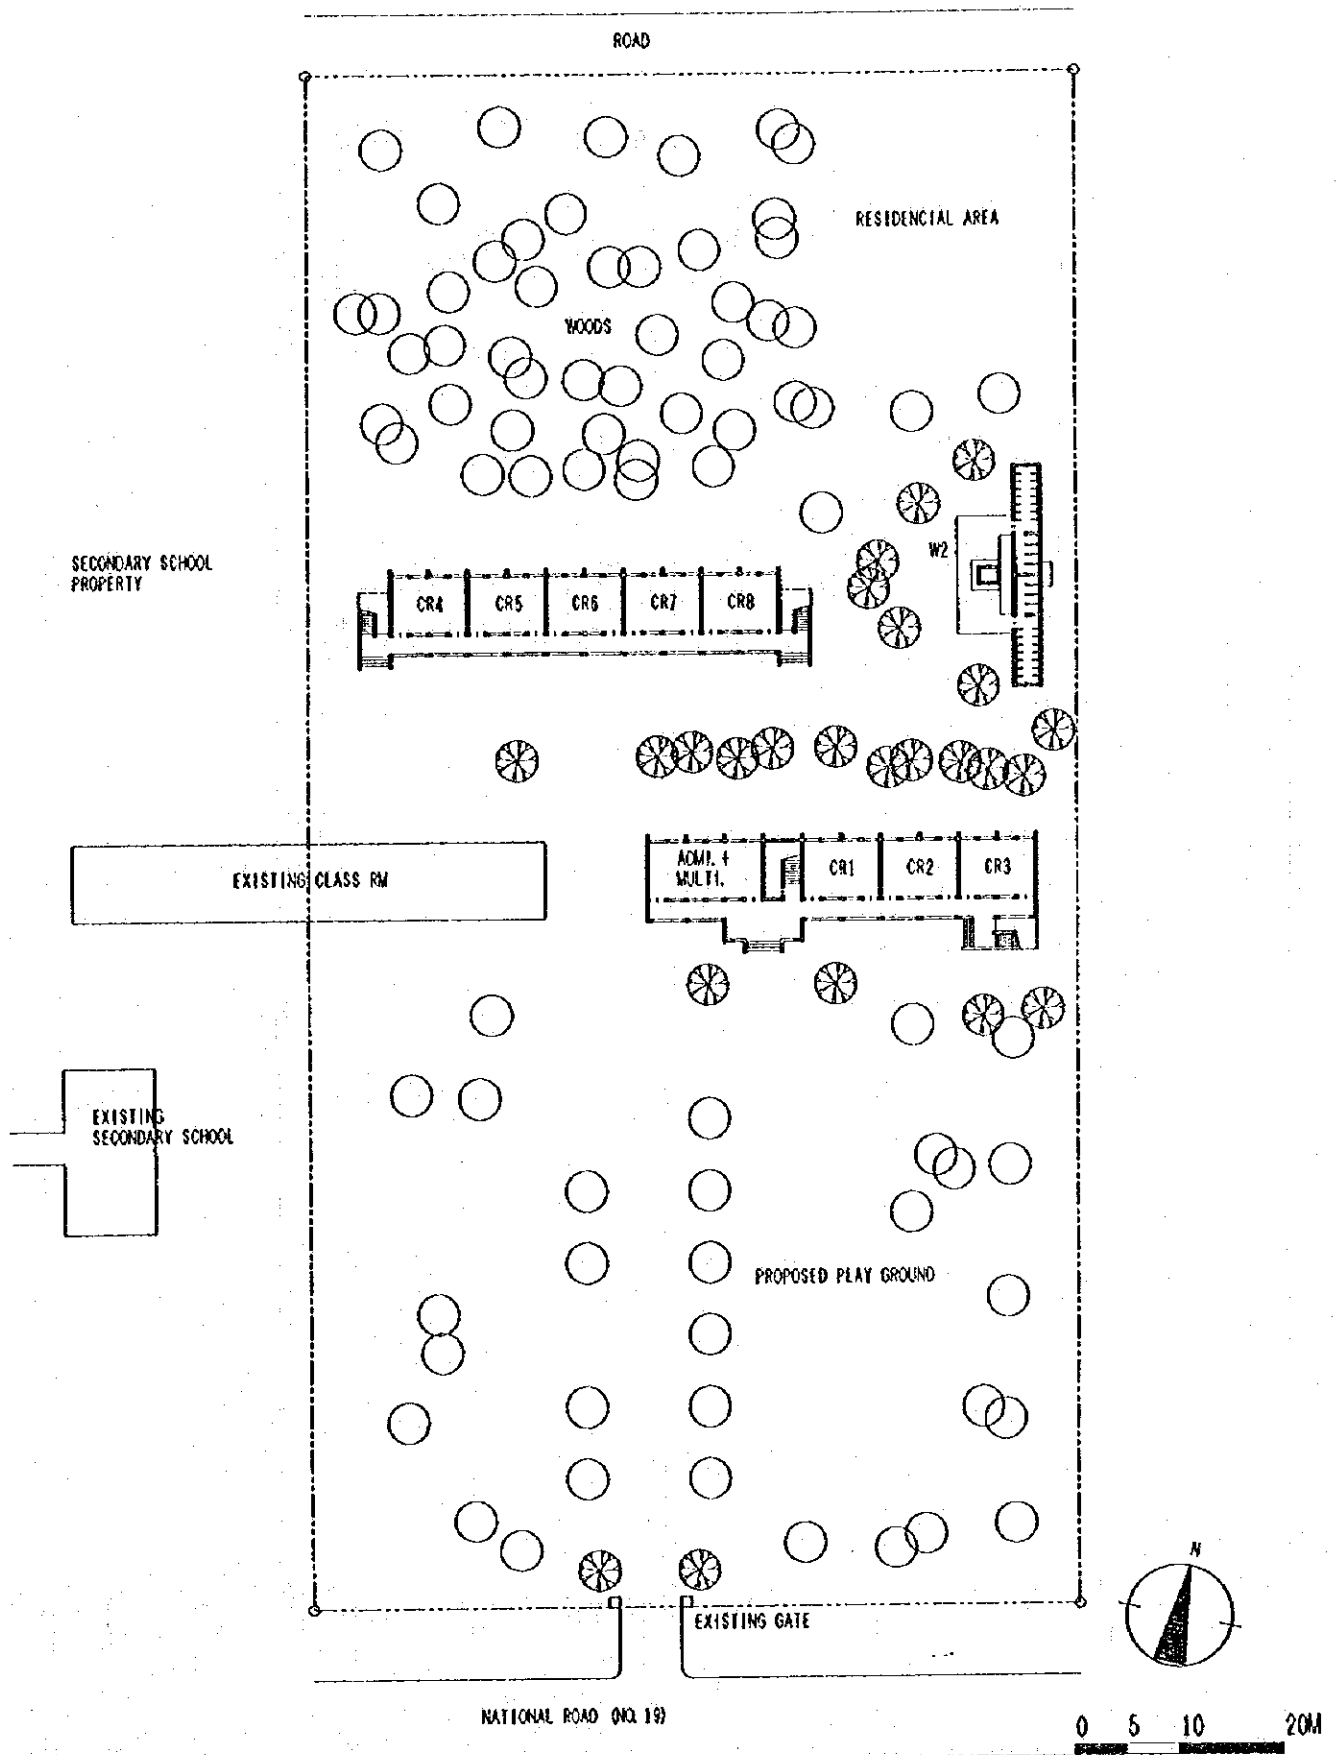 ROAD
RESIDENCIAL AREA
WOODS
W2
SECONDARY SCHOOL
PROPERTY
CR4
CR5
CR6
CR7
CR8
EXISTING CLASS RM
ADMI. +
MULTI.
CR1
CR2
CR3
EXISTING
SECONDARY SCHOOL
PROPOSED PLAY GROUND
N
EXISTING GATE
NATIONAL ROAD (NO. 19)
0 5 10 20M